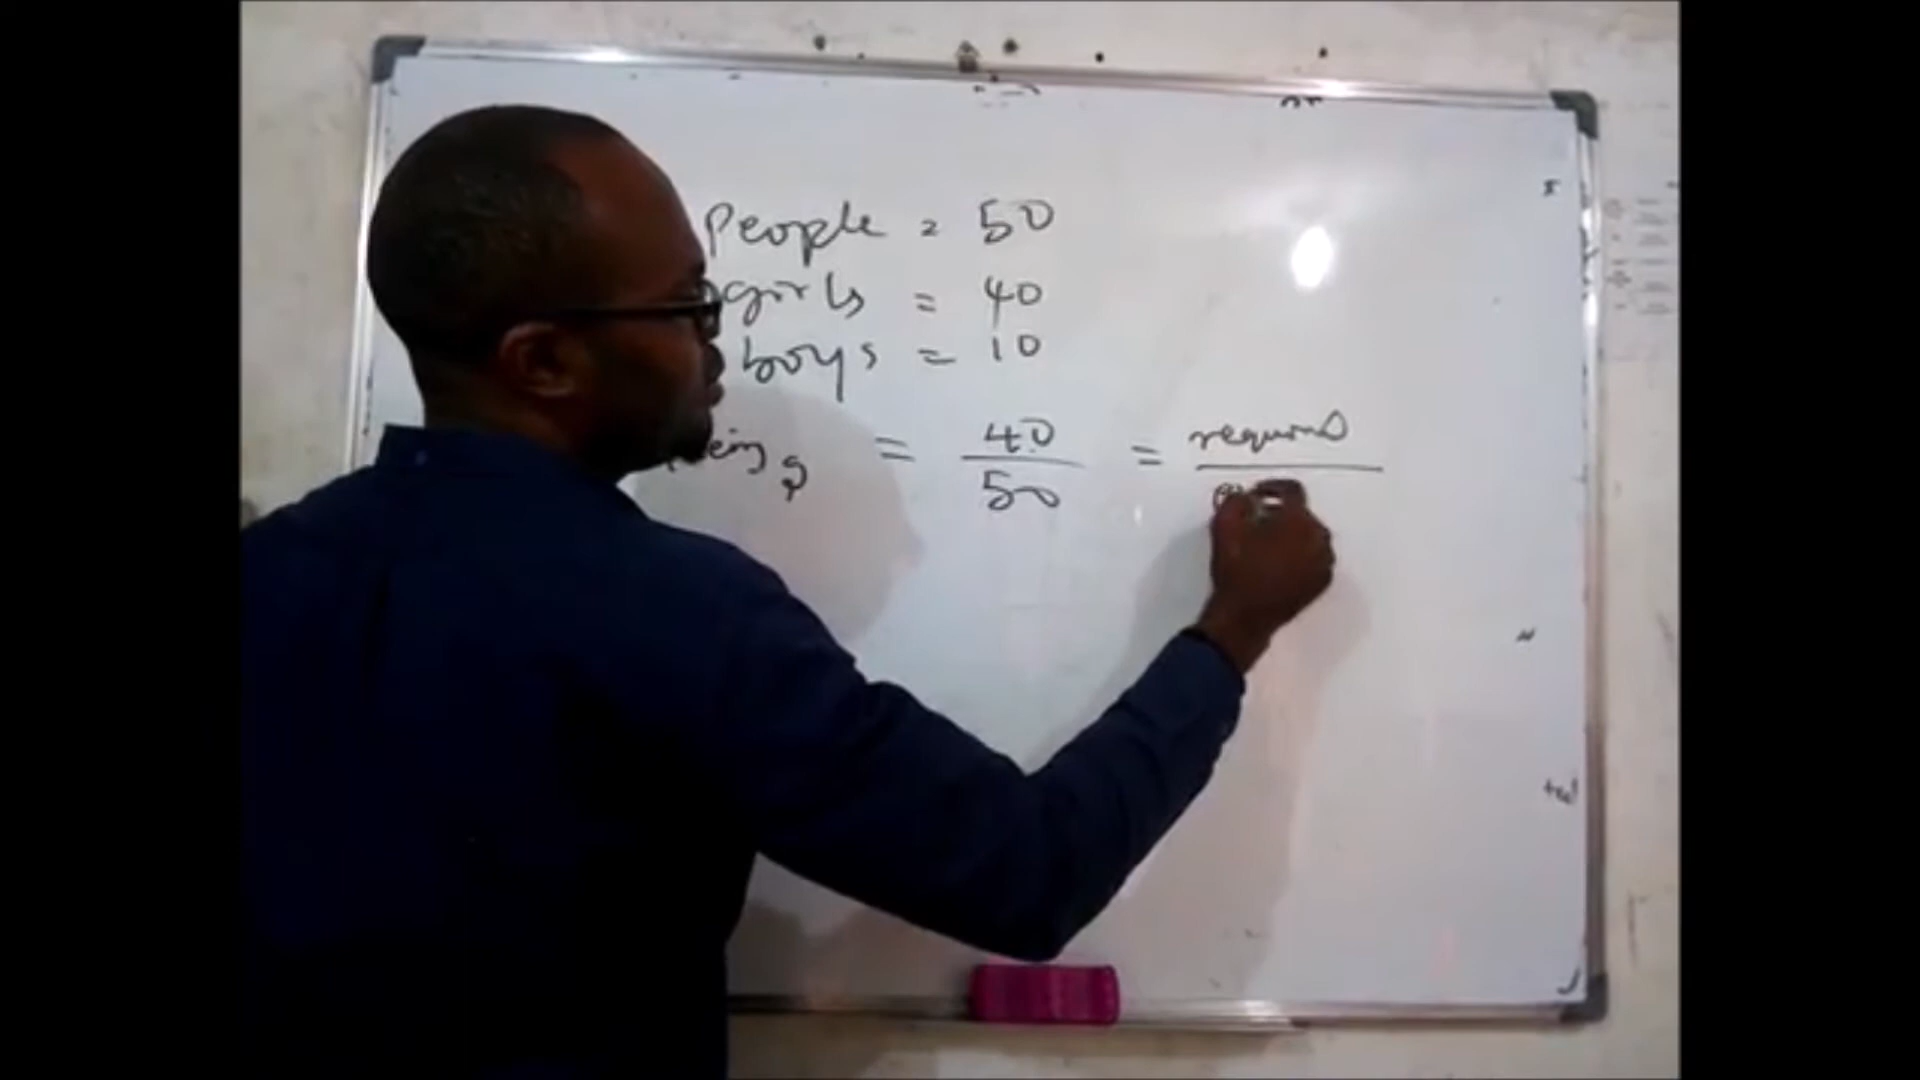 People = 50
girls = 40
boys = 10
g = 40/50 = required